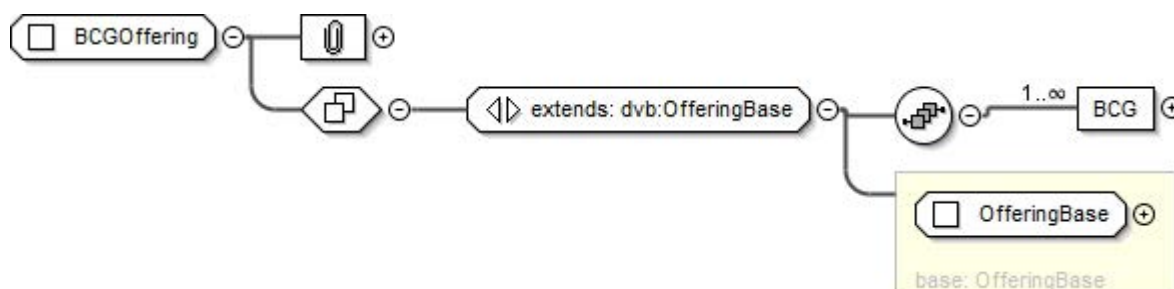 BCGOffering
extends: dvb:OfferingBase
1..∞
BCG
OfferingBase
base: OfferingBase